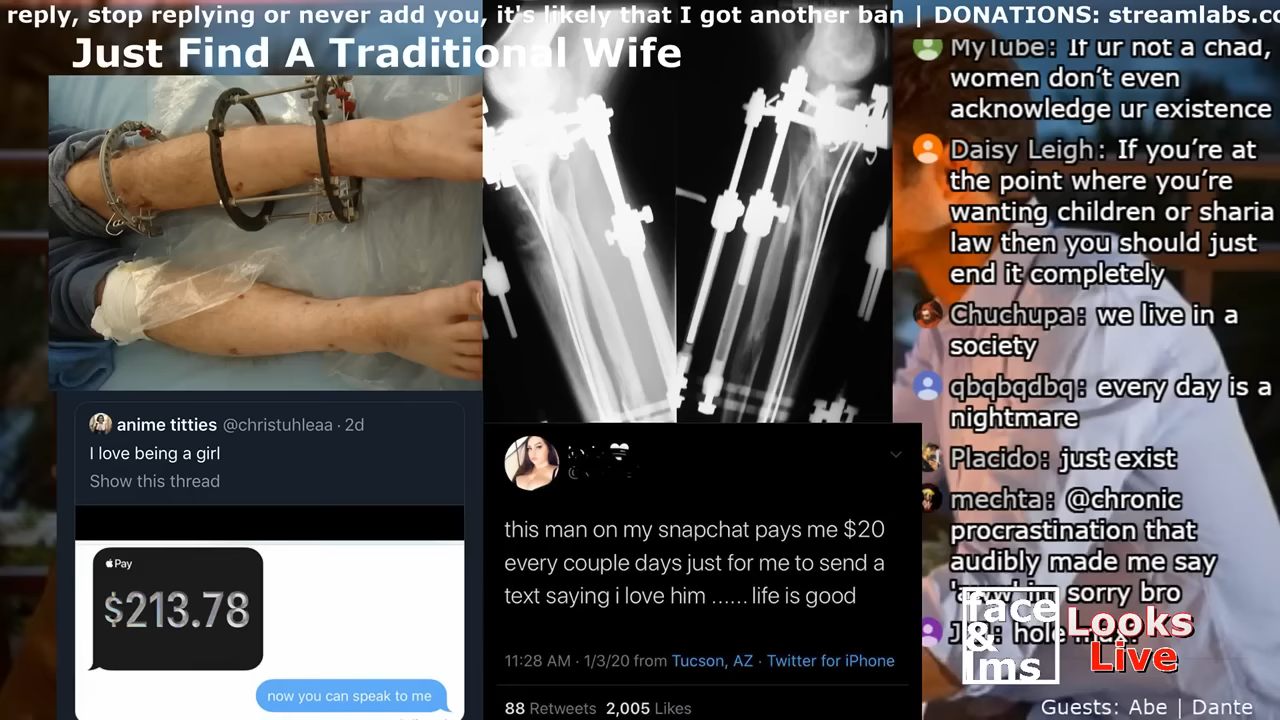 reply, stop replying or never add you, it's likely that I got another ban | DONATIONS: streamlabs.co
Just Find A Traditional Wife
anime titties @christuhleaa · 2d
I love being a girl
Show this thread
Pay
$213.78
now you can speak to me
this man on my snapchat pays me $20
every couple days just for me to send a
text saying i love him ...... life is good
11:28 AM · 1/3/20 from Tucson, AZ · Twitter for iPhone
88 Retweets 2,005 Likes
MyTube: If ur not a chad,
women don't even
acknowledge ur existence
Daisy Leigh: If you're at
the point where you're
wanting children or sharia
law then you should just
end it completely
Chuchupa: we live in a
society
qbqbqdbq: every day is a
nightmare
Placido: just exist
mechta: @chronic
procrastination that
audibly made me say
sorry bro
face
&
lms
Looks
Live
Guests: Abe | Dante